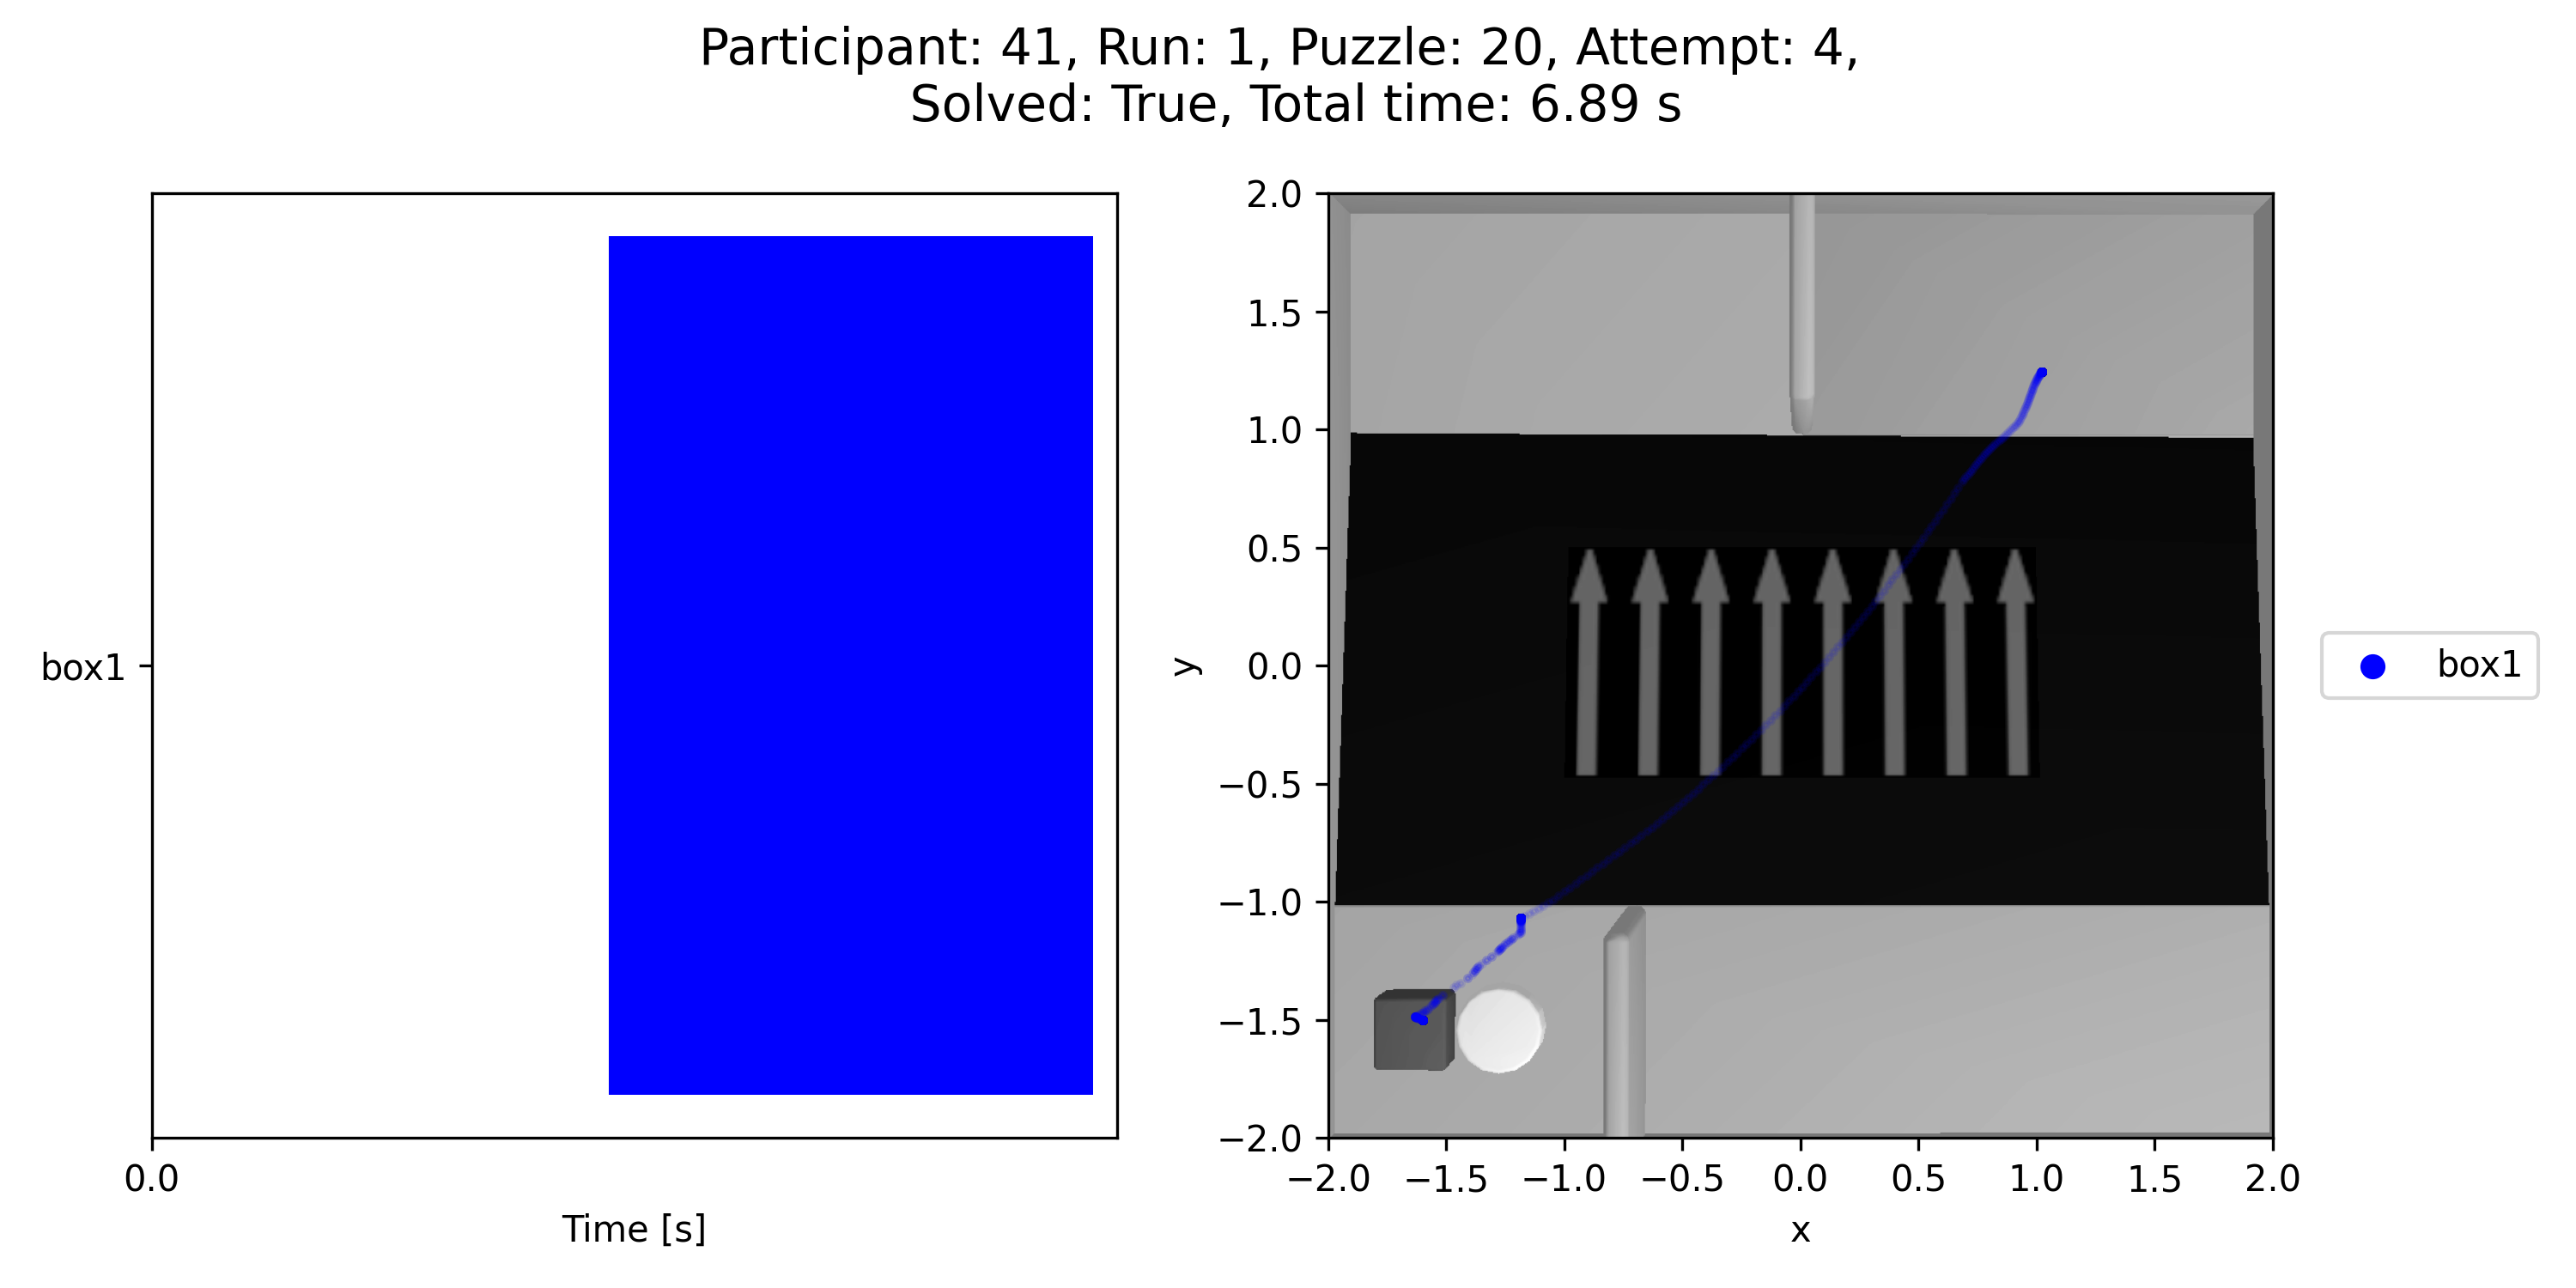 Participant: 41, Run: 1, Puzzle: 20, Attempt: 4,
Solved: True, Total time: 6.89 s
box1
0.0
Time [s]
2.0
1.5
1.0
0.5
0.0
−0.5
−1.0
−1.5
−2.0
y
−2.0 −1.5 −1.0 −0.5 0.0 0.5 1.0 1.5 2.0
x
box1